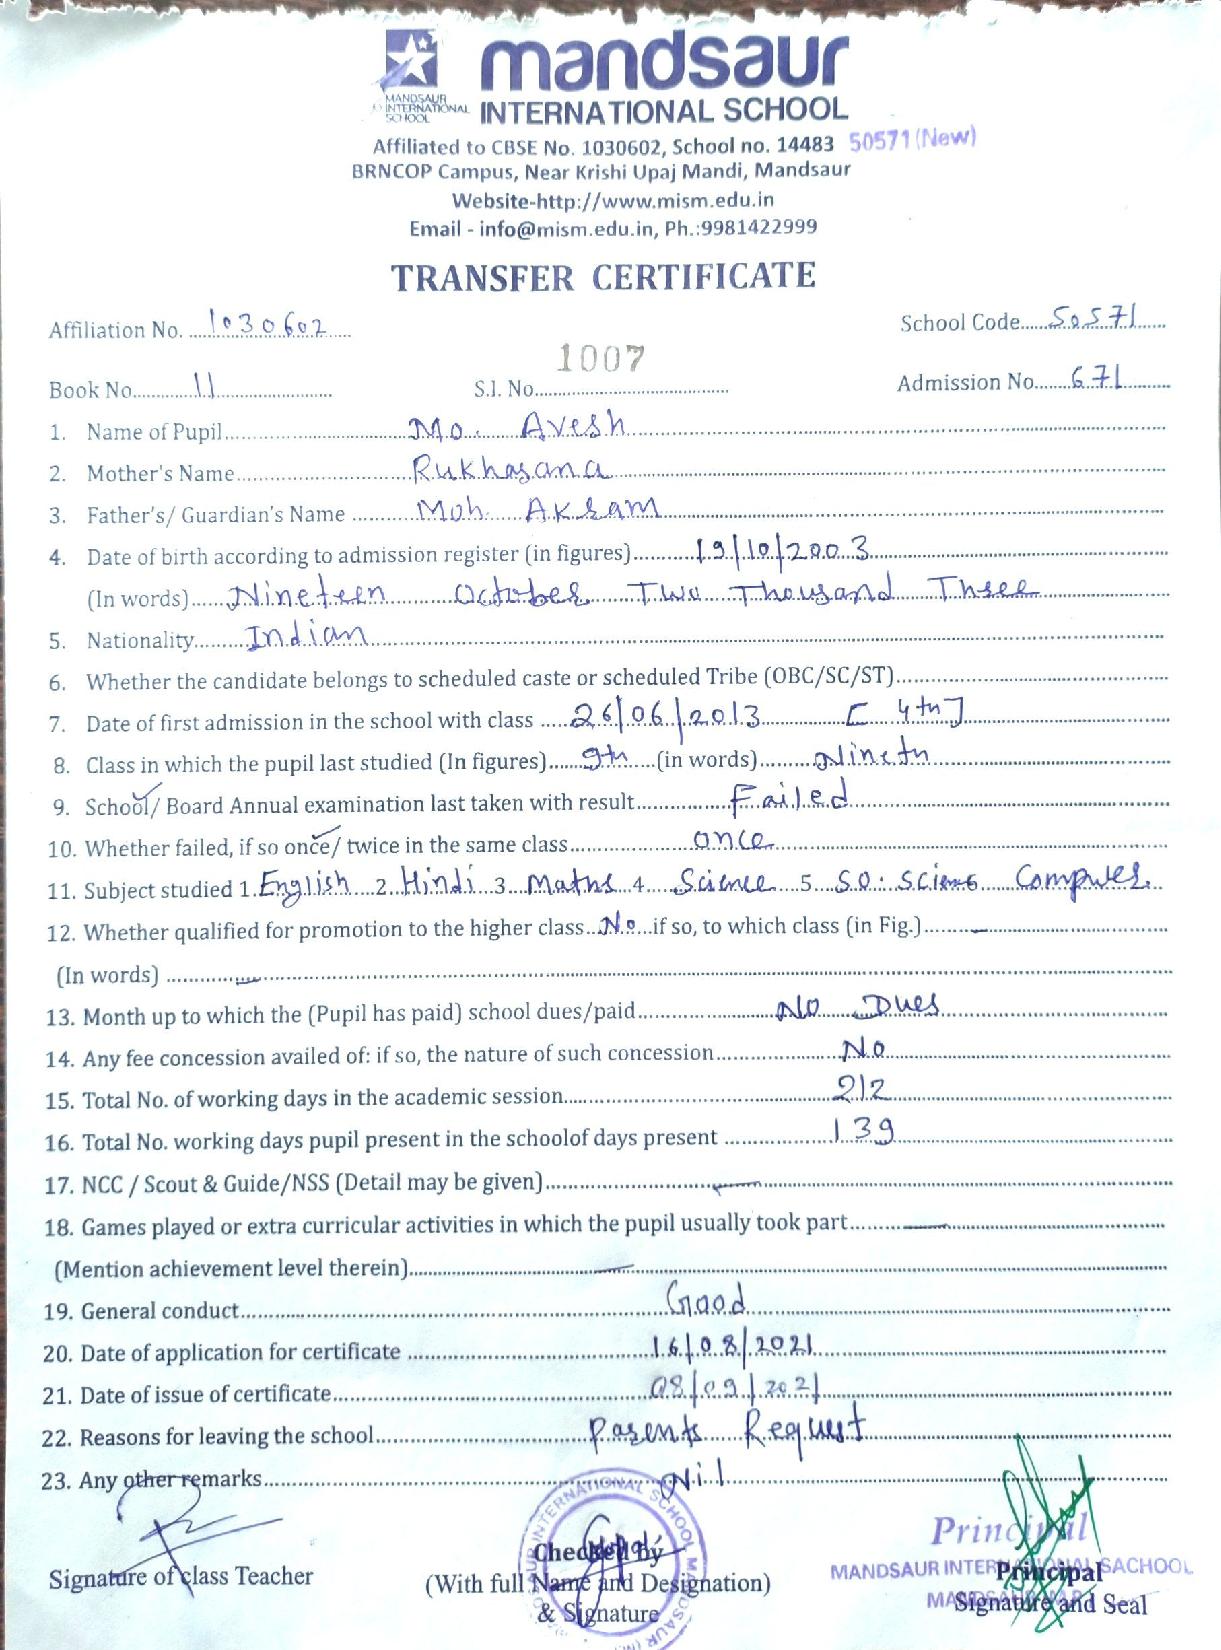 mandsaur
MANDSAUR
INTERNATIONAL
SCHOOL
INTERNATIONAL SCHOOL
Affiliated to CBSE No. 1030602, School no. 14483 50571 (New)
BRNCOP Campus, Near Krishi Upaj Mandi, Mandsaur
Website-http://www.mism.edu.in
Email - info@mism.edu.in, Ph.:9981422999
TRANSFER CERTIFICATE
Affiliation No. 1030602 School Code 50571
1007
Book No. 11 S.I. No. Admission No. 671
1. Name of Pupil Mo. Avesh
2. Mother's Name Rukhasana
3. Father's/ Guardian's Name Moh. Akram
4. Date of birth according to admission register (in figures) 19/10/2003
(In words) Nineteen October Two Thousand Three
5. Nationality Indian
6. Whether the candidate belongs to scheduled caste or scheduled Tribe (OBC/SC/ST)
7. Date of first admission in the school with class 26/06/2013 [4th]
8. Class in which the pupil last studied (In figures) 9th (in words) Nineth
9. School/ Board Annual examination last taken with result Failed
10. Whether failed, if so once/ twice in the same class once
11. Subject studied 1. English 2. Hindi 3 Maths 4 Science 5 SO. Science Computer
12. Whether qualified for promotion to the higher class No if so, to which class (in Fig.) –
(In words) –
13. Month up to which the (Pupil has paid) school dues/paid No Dues
14. Any fee concession availed of: if so, the nature of such concession No
15. Total No. of working days in the academic session 212
16. Total No. working days pupil present in the schoolof days present 139
17. NCC / Scout & Guide/NSS (Detail may be given) –
18. Games played or extra curricular activities in which the pupil usually took part –
(Mention achievement level therein) –
19. General conduct Good
20. Date of application for certificate 16/08/2021
21. Date of issue of certificate 08/09/2021
22. Reasons for leaving the school Parents Request
23. Any other remarks Nil
Principal
MANDSAUR INTERNATIONAL SACHOOL
Signature of class Teacher Checked by Principal
(With full Name and Designation) Signature and Seal
& Signature